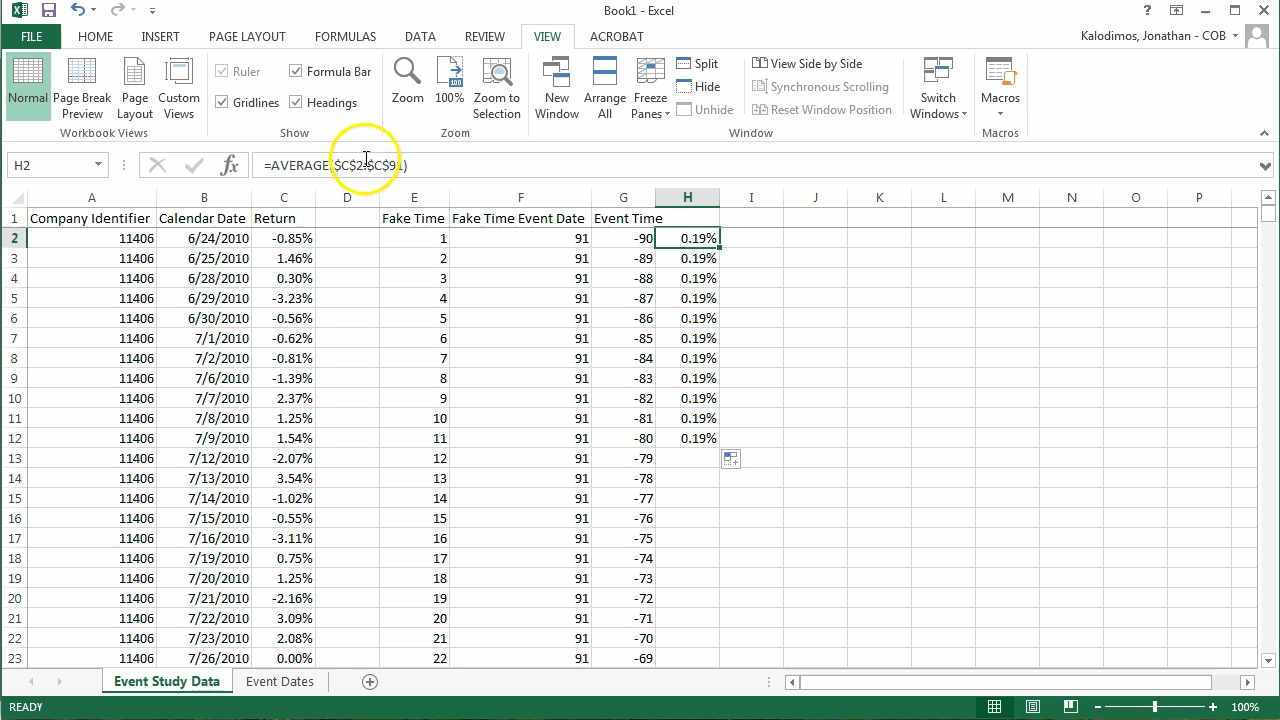 Book1 - Excel
?
FILE HOME INSERT PAGE LAYOUT FORMULAS DATA REVIEW VIEW ACROBAT Kalodimos, Jonathan - COB
Normal Page Break Preview Page Layout Custom Views
Ruler Formula Bar
Gridlines Headings
Zoom 100% Zoom to Selection
New Window Arrange All Freeze Panes
Split
Hide
Unhide
View Side by Side
Synchronous Scrolling
Reset Window Position
Switch Windows Macros
Workbook Views Show Zoom Window Macros
H2 fx =AVERAGE($C$2:$C$91)
A B C D E F G H I J K L M N O P
1 Company Identifier Calendar Date Return Fake Time Fake Time Event Date Event Time
2 11406 6/24/2010 -0.85% 1 91 -90 0.19%
3 11406 6/25/2010 1.46% 2 91 -89 0.19%
4 11406 6/28/2010 0.30% 3 91 -88 0.19%
5 11406 6/29/2010 -3.23% 4 91 -87 0.19%
6 11406 6/30/2010 -0.56% 5 91 -86 0.19%
7 11406 7/1/2010 -0.62% 6 91 -85 0.19%
8 11406 7/2/2010 -0.81% 7 91 -84 0.19%
9 11406 7/6/2010 -1.39% 8 91 -83 0.19%
10 11406 7/7/2010 2.37% 9 91 -82 0.19%
11 11406 7/8/2010 1.25% 10 91 -81 0.19%
12 11406 7/9/2010 1.54% 11 91 -80 0.19%
13 11406 7/12/2010 -2.07% 12 91 -79
14 11406 7/13/2010 3.54% 13 91 -78
15 11406 7/14/2010 -1.02% 14 91 -77
16 11406 7/15/2010 -0.55% 15 91 -76
17 11406 7/16/2010 -3.11% 16 91 -75
18 11406 7/19/2010 0.75% 17 91 -74
19 11406 7/20/2010 1.25% 18 91 -73
20 11406 7/21/2010 -2.16% 19 91 -72
21 11406 7/22/2010 3.09% 20 91 -71
22 11406 7/23/2010 2.08% 21 91 -70
23 11406 7/26/2010 0.00% 22 91 -69
Event Study Data Event Dates
READY 100%